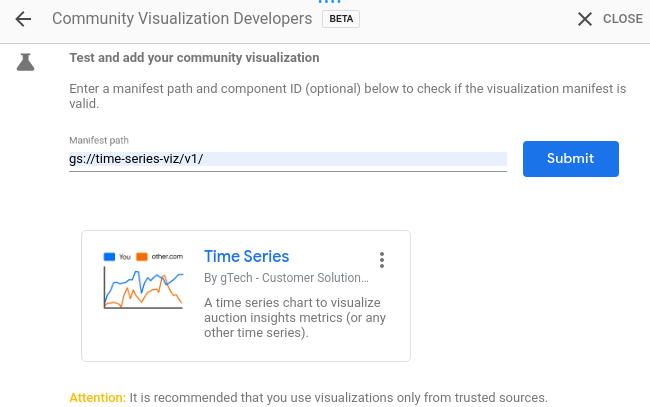 Community Visualization Developers BETA CLOSE
Test and add your community visualization
Enter a manifest path and component ID (optional) below to check if the visualization manifest is
valid.
Manifest path
gs://time-series-viz/v1/
Submit
You other.com
Time Series
By gTech - Customer Solution...
A time series chart to visualize
auction insights metrics (or any
other time series).
Attention: It is recommended that you use visualizations only from trusted sources.